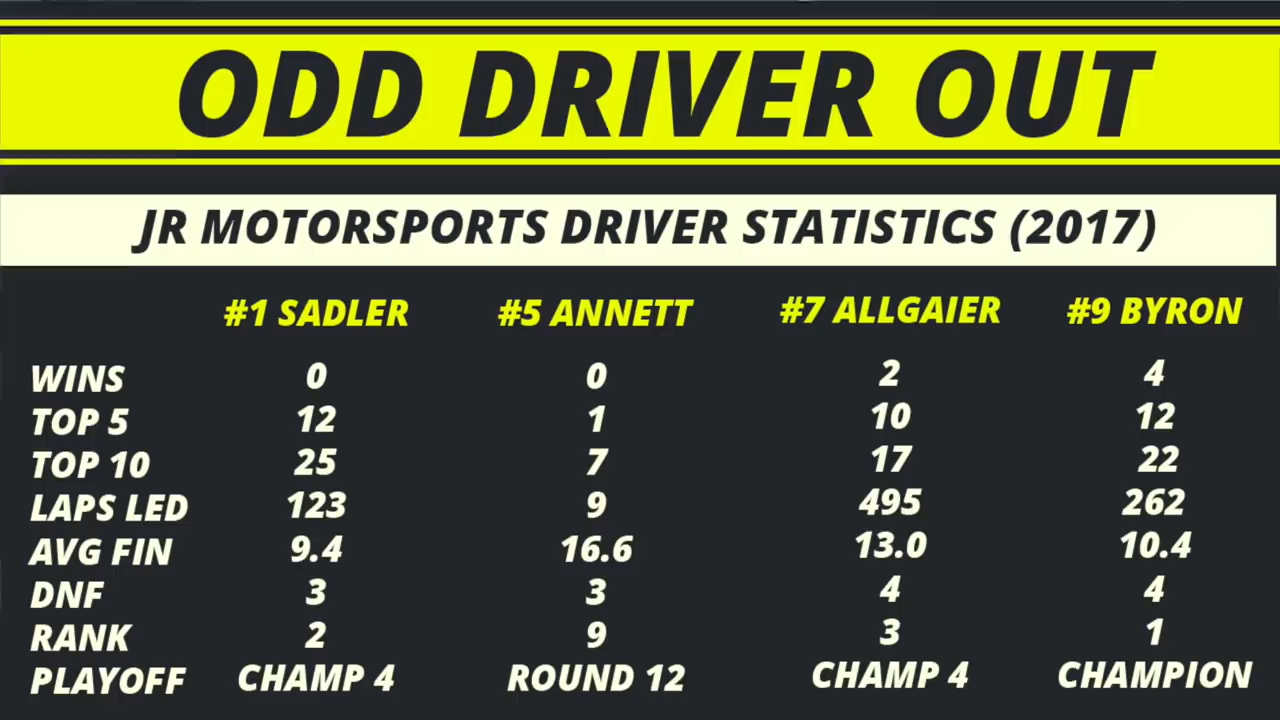 ODD DRIVER OUT
JR MOTORSPORTS DRIVER STATISTICS (2017)
#1 SADLER #5 ANNETT #7 ALLGAIER #9 BYRON
WINS 0 0 2 4
TOP 5 12 1 10 12
TOP 10 25 7 17 22
LAPS LED 123 9 495 262
AVG FIN 9.4 16.6 13.0 10.4
DNF 3 3 4 4
RANK 2 9 3 1
PLAYOFF CHAMP 4 ROUND 12 CHAMP 4 CHAMPION